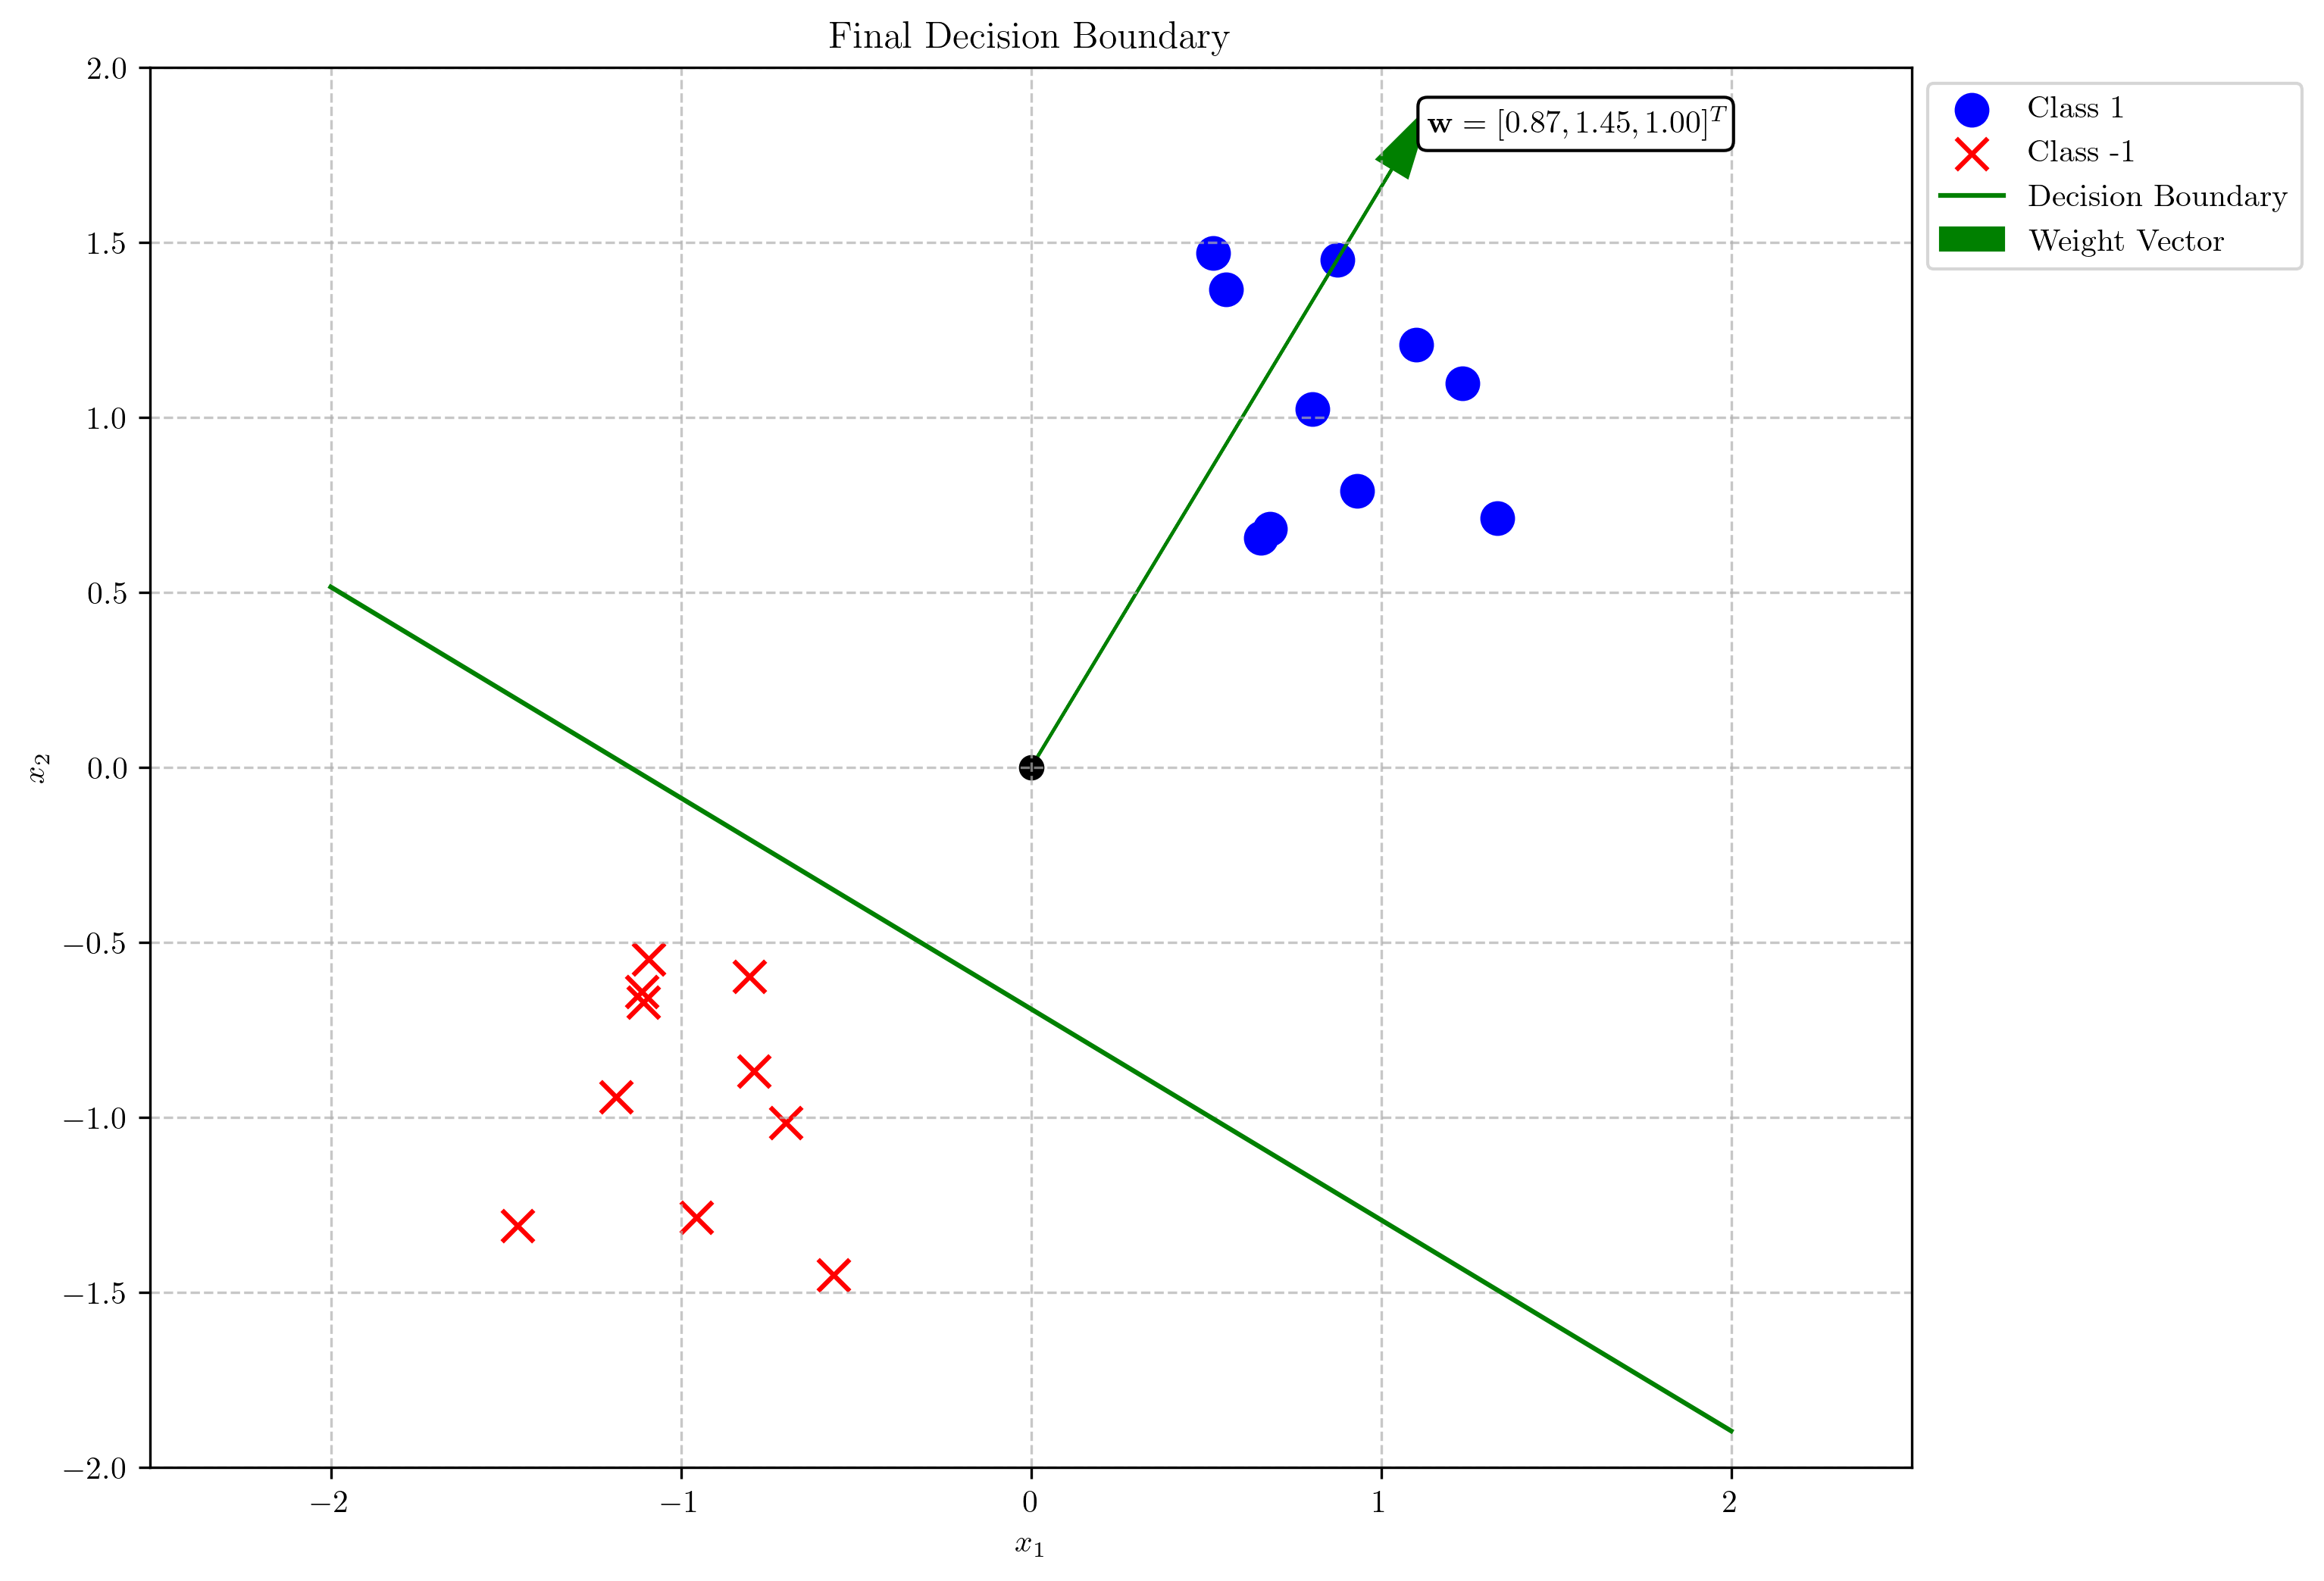 Final Decision Boundary
2.0
1.5
1.0
0.5
0.0
−0.5
−1.0
−1.5
−2.0
x₂
w = [0.87, 1.45, 1.00]ᵀ
Class 1
Class -1
Decision Boundary
Weight Vector
−2 −1 0 1 2
x₁